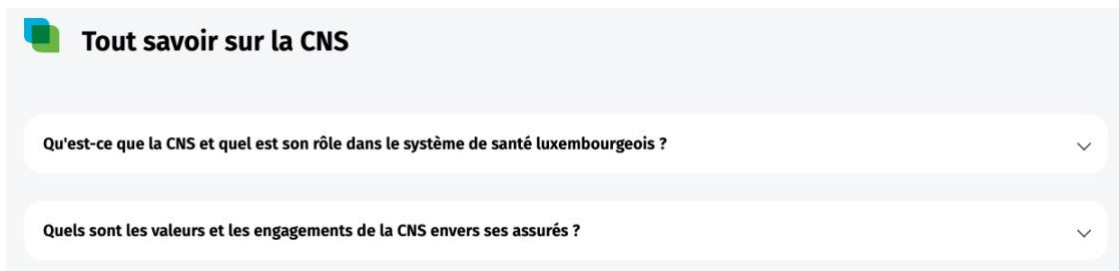 Tout savoir sur la CNS
Qu'est-ce que la CNS et quel est son rôle dans le système de santé luxembourgeois ?
Quels sont les valeurs et les engagements de la CNS envers ses assurés ?